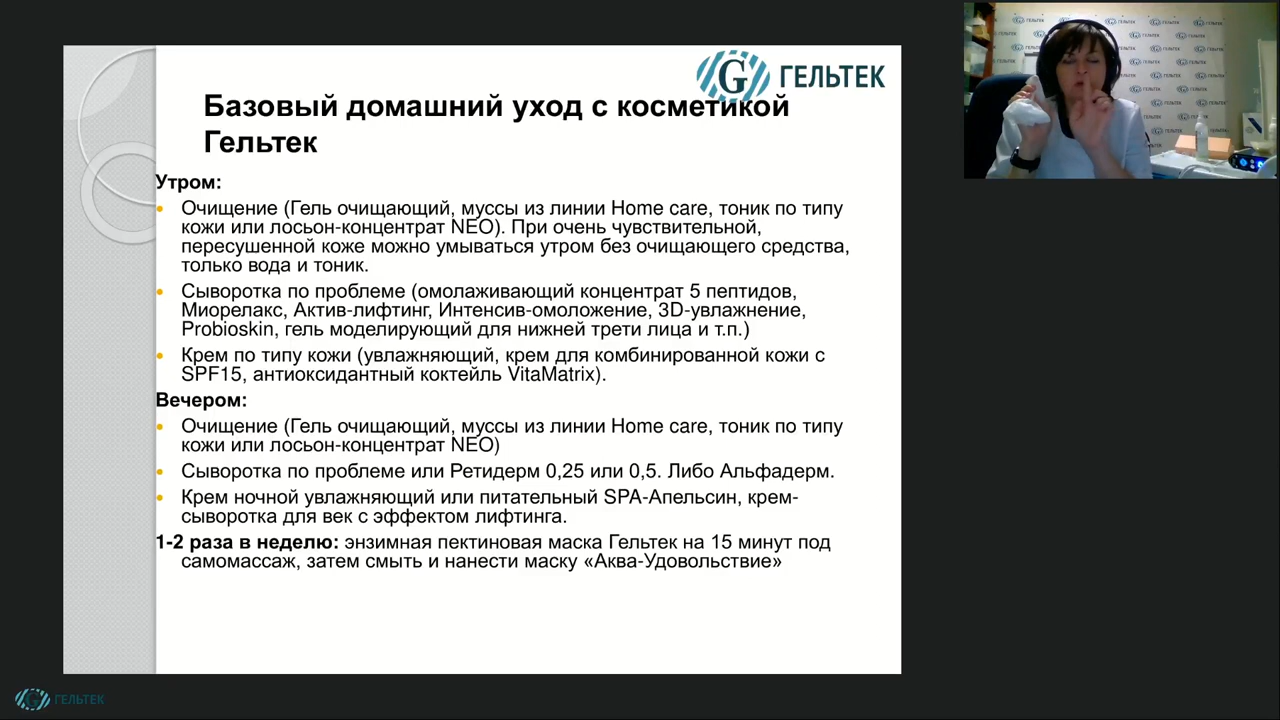 ГЕЛЬТЕК
Базовый домашний уход с косметикой
Гельтек
Утром:
Очищение (Гель очищающий, муссы из линии Home care, тоник по типу
кожи или лосьон-концентрат NEO). При очень чувствительной,
пересушенной коже можно умываться утром без очищающего средства,
только вода и тоник.
Сыворотка по проблеме (омолаживающий концентрат 5 пептидов,
Миорелакс, Актив-лифтинг, Интенсив-омоложение, 3D-увлажнение,
Probioskin, гель моделирующий для нижней трети лица и т.п.)
Крем по типу кожи (увлажняющий, крем для комбинированной кожи с
SPF15, антиоксидантный коктейль VitaMatrix).
Вечером:
Очищение (Гель очищающий, муссы из линии Home care, тоник по типу
кожи или лосьон-концентрат NEO)
Сыворотка по проблеме или Ретидерм 0,25 или 0,5. Либо Альфадерм.
Крем ночной увлажняющий или питательный SPA-Апельсин, крем-
сыворотка для век с эффектом лифтинга.
1-2 раза в неделю: энзимная пектиновая маска Гельтек на 15 минут под
самомассаж, затем смыть и нанести маску «Аква-Удовольствие»
ГЕЛЬТЕК